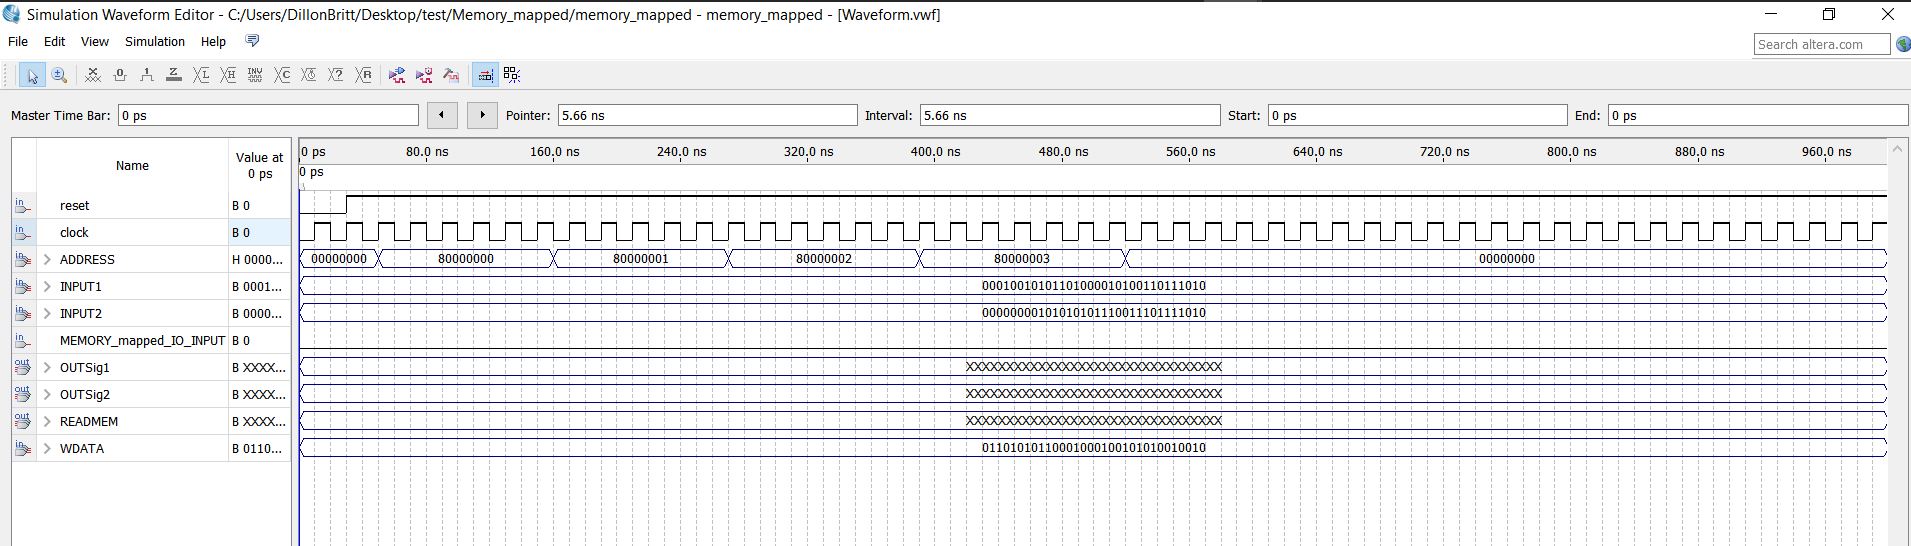 Simulation Waveform Editor - C:/Users/DillonBritt/Desktop/test/Memory_mapped/memory_mapped - memory_mapped - [Waveform.vwf]
File Edit View Simulation Help
Search altera.com
Master Time Bar: 0 ps Pointer: 5.66 ns Interval: 5.66 ns Start: 0 ps End: 0 ps
Name Value at 0 ps
0 ps 80.0 ns 160.0 ns 240.0 ns 320.0 ns 400.0 ns 480.0 ns 560.0 ns 640.0 ns 720.0 ns 800.0 ns 880.0 ns 960.0 ns
0 ps
reset B 0
clock B 0
ADDRESS H 0000... 00000000 80000000 80000001 80000002 80000003 00000000
INPUT1 B 0001... 00010010101101000010100110111010
INPUT2 B 0000... 00000000101010101110011101111010
MEMORY_mapped_IO_INPUT B 0
OUTSig1 B XXXX... XXXXXXXXXXXXXXXXXXXXXXXXXXXXXXXX
OUTSig2 B XXXX... XXXXXXXXXXXXXXXXXXXXXXXXXXXXXXXX
READMEM B XXXX... XXXXXXXXXXXXXXXXXXXXXXXXXXXXXXXX
WDATA B 0110... 01101010110001000100101010010010